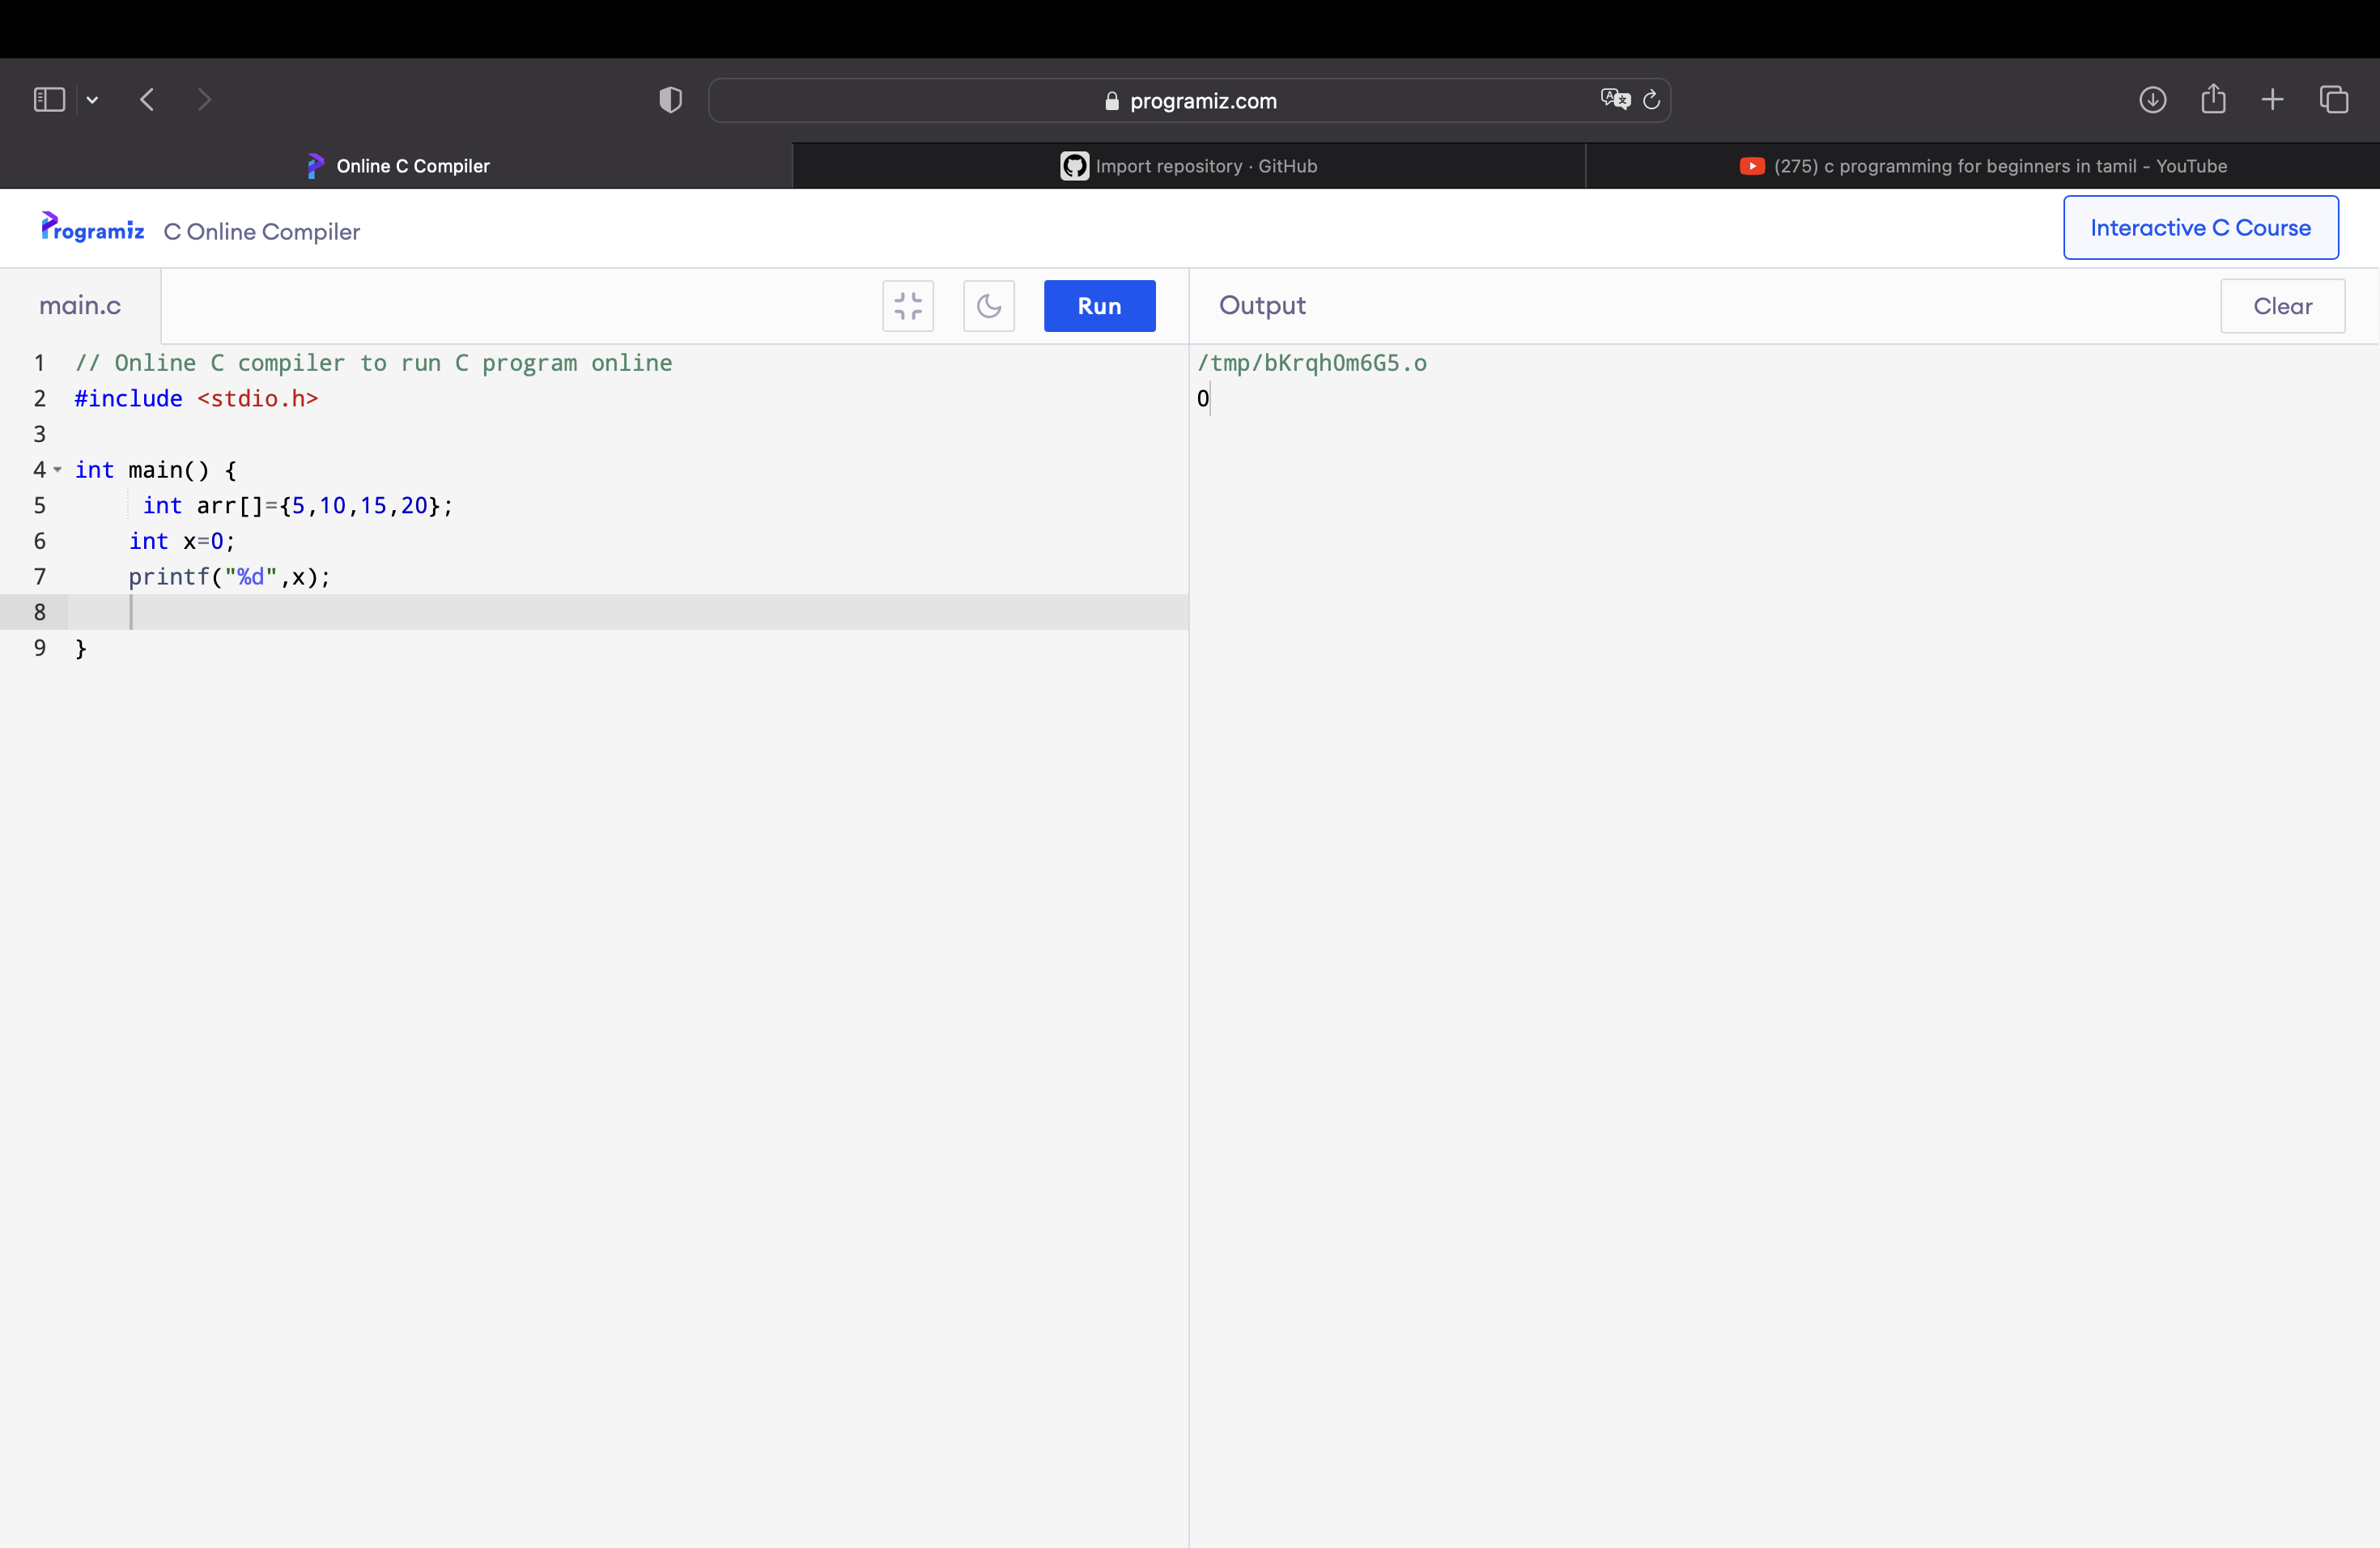 programiz.com
Online C Compiler
Import repository · GitHub
(275) c programming for beginners in tamil - YouTube
Programiz C Online Compiler
Interactive C Course
main.c
Run
Output
Clear
1 // Online C compiler to run C program online
2 #include <stdio.h>
3
4 int main() {
5 int arr[]={5,10,15,20};
6 int x=0;
7 printf("%d",x);
8
9 }
/tmp/bKrqh0m6G5.o
0